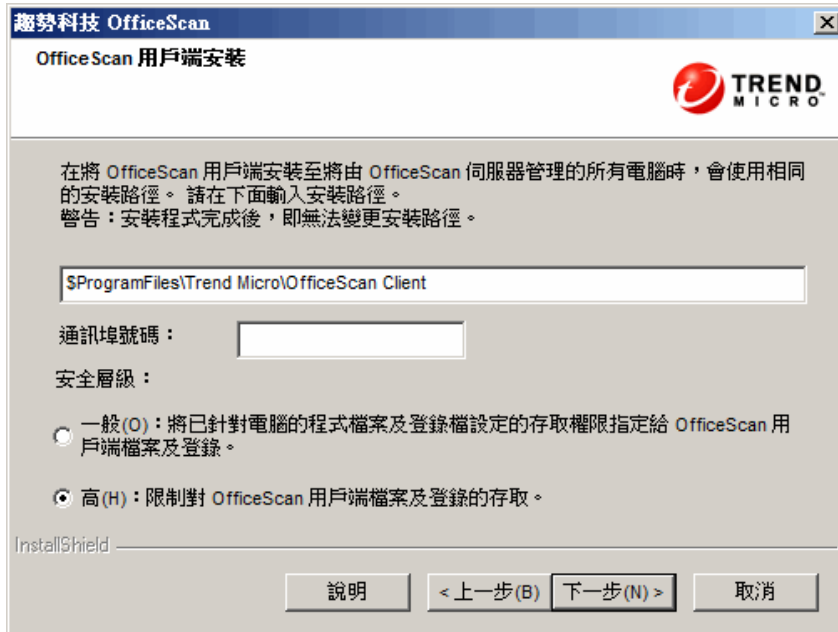 趨勢科技 OfficeScan
OfficeScan 用戶端安裝
TREND
MICRO™
在將 OfficeScan 用戶端安裝至將由 OfficeScan 伺服器管理的所有電腦時，會使用相同
的安裝路徑。 請在下面輸入安裝路徑。
警告：安裝程式完成後，即無法變更安裝路徑。
$ProgramFiles\Trend Micro\OfficeScan Client
通訊埠號碼：
安全層級：
一般(O)：將已針對電腦的程式檔案及登錄檔設定的存取權限指定給 OfficeScan 用
戶端檔案及登錄。
高(H)：限制對 OfficeScan 用戶端檔案及登錄的存取。
InstallShield
說明
< 上一步(B)
下一步(N) >
取消